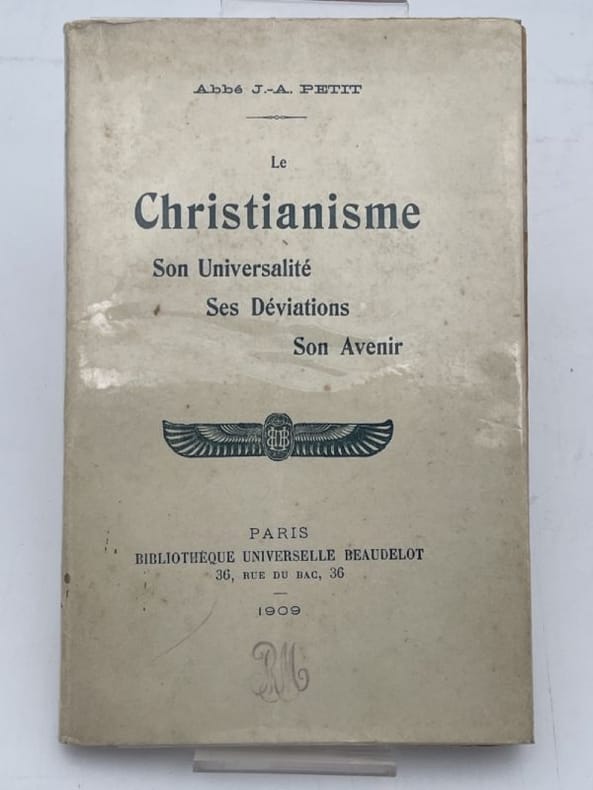 Abbé J.-A. PETIT
Le
Christianisme
Son Universalité
Ses Déviations
Son Avenir
PARIS
BIBLIOTHÈQUE UNIVERSELLE BEAUDELOT
36, RUE DU BAC, 36
1909